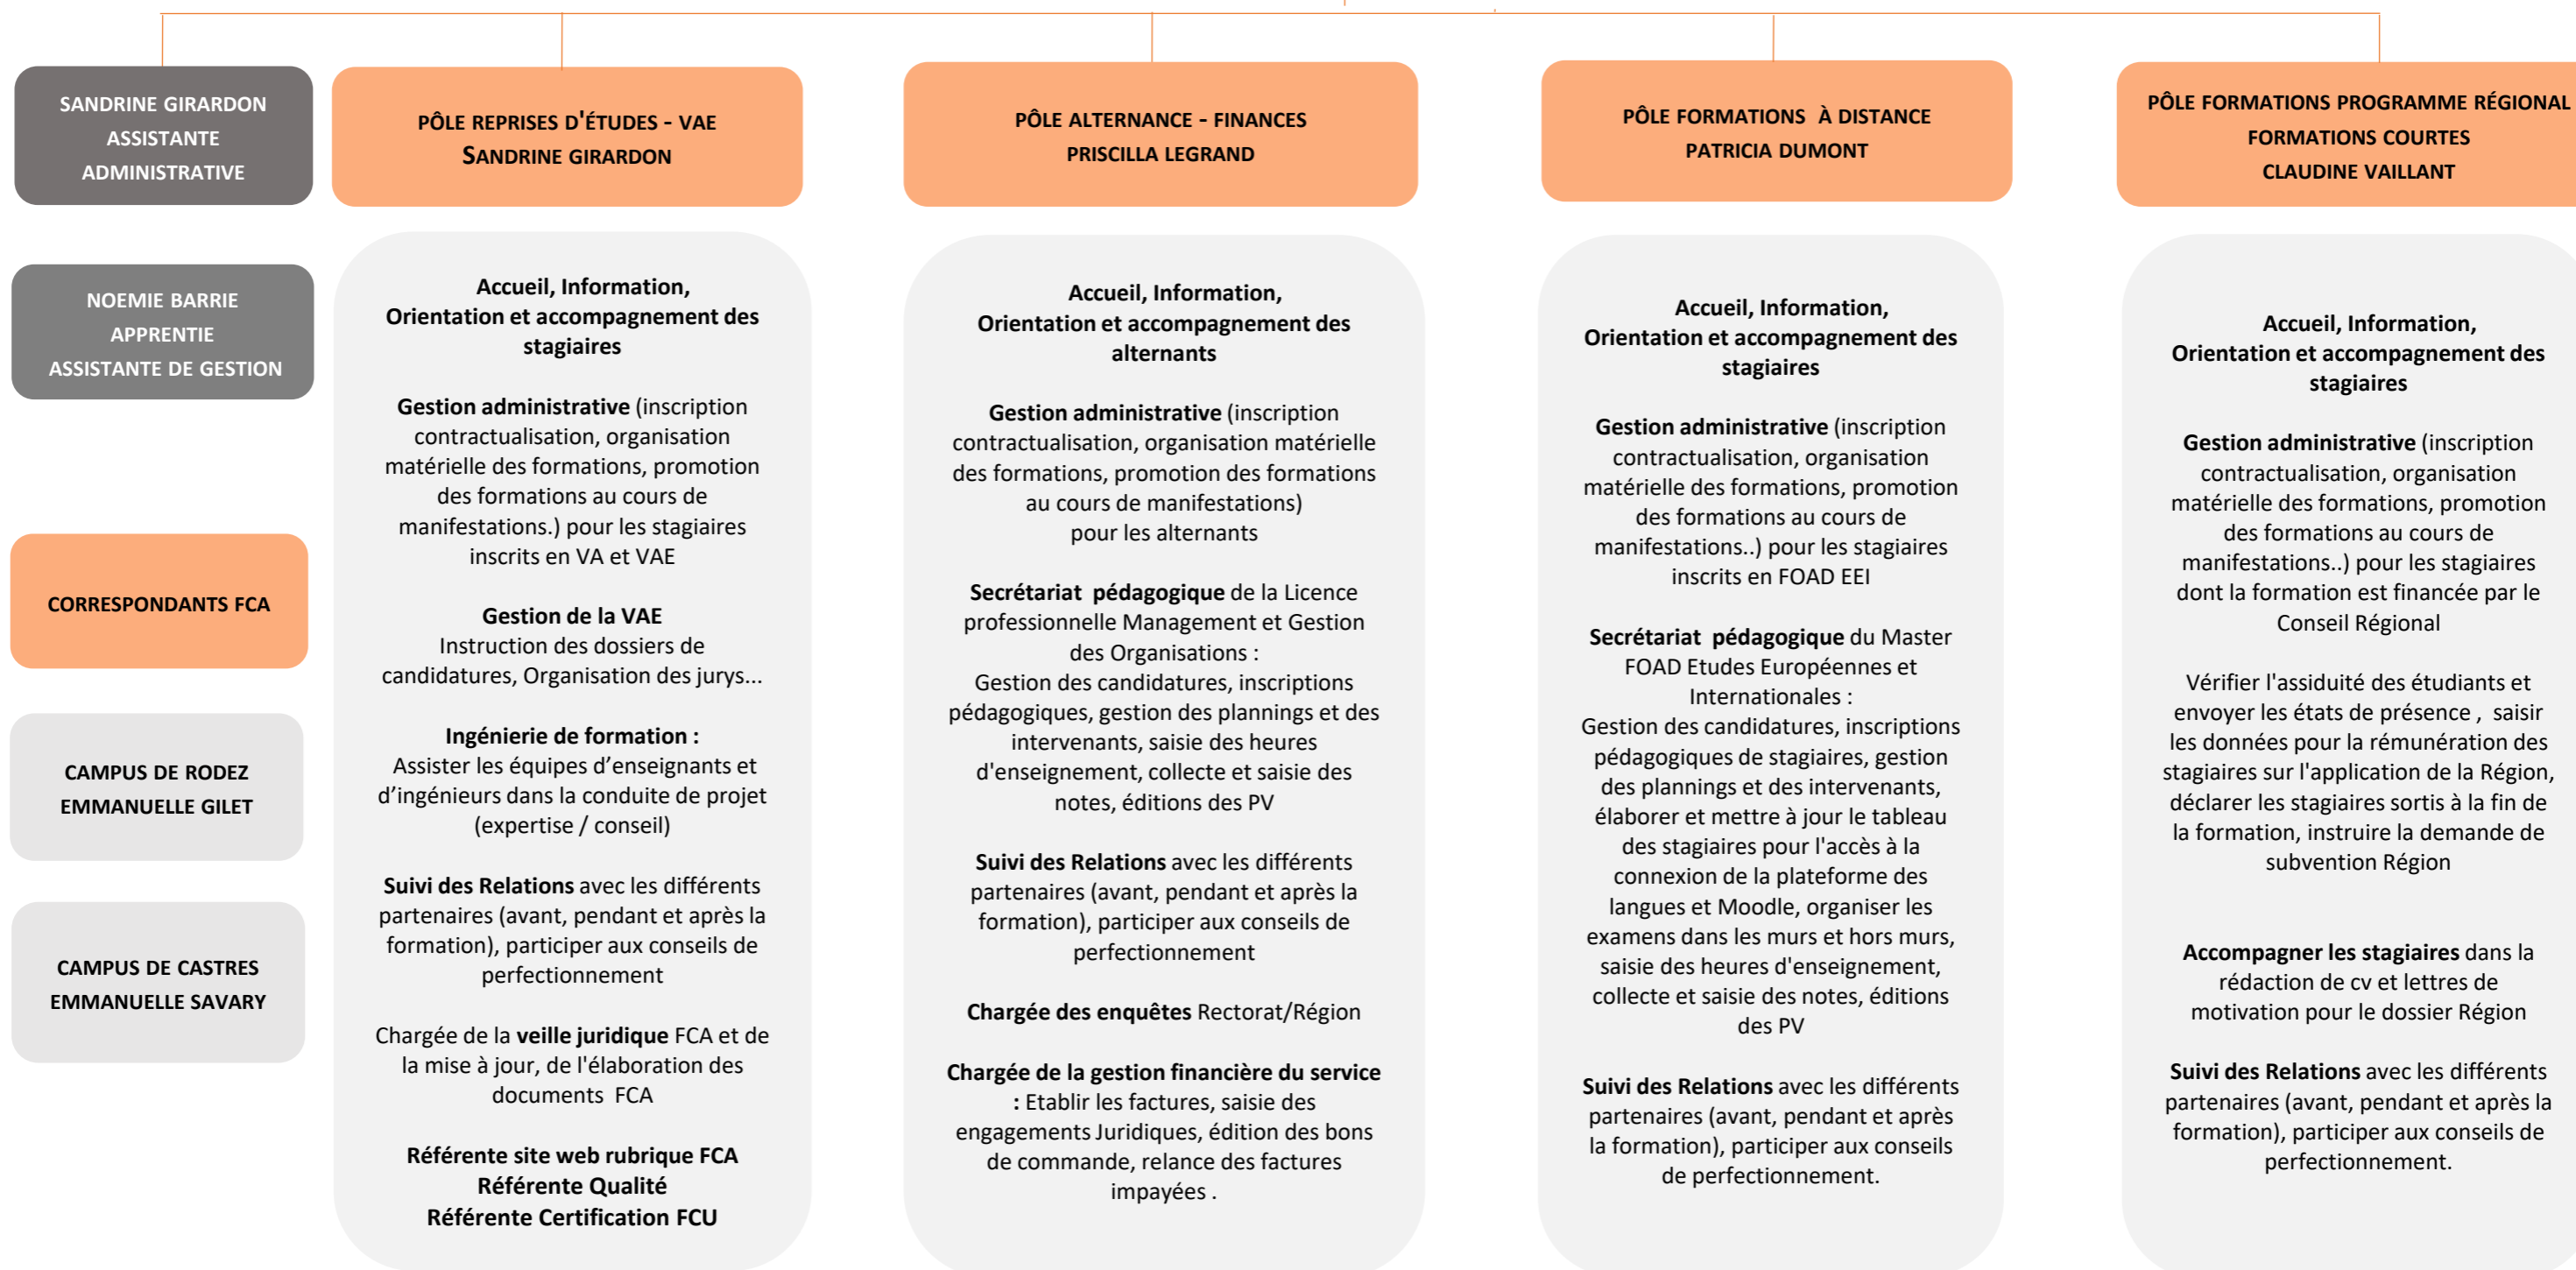 SANDRINE GIRARDON
ASSISTANTE
ADMINISTRATIVE
NOEMIE BARRIE
APPRENTIE
ASSISTANTE DE GESTION
CORRESPONDANTS FCA
CAMPUS DE RODEZ
EMMANUELLE GILET
CAMPUS DE CASTRES
EMMANUELLE SAVARY
PÔLE REPRISES D'ÉTUDES - VAE
SANDRINE GIRARDON
Accueil, Information,
Orientation et accompagnement des
stagiaires
Gestion administrative (inscription
contractualisation, organisation
matérielle des formations, promotion
des formations au cours de
manifestations.) pour les stagiaires
inscrits en VA et VAE
Gestion de la VAE
Instruction des dossiers de
candidatures, Organisation des jurys...
Ingénierie de formation :
Assister les équipes d’enseignants et
d’ingénieurs dans la conduite de projet
(expertise / conseil)
Suivi des Relations avec les différents
partenaires (avant, pendant et après la
formation), participer aux conseils de
perfectionnement
Chargée de la veille juridique FCA et de
la mise à jour, de l'élaboration des
documents  FCA
Référente site web rubrique FCA
Référente Qualité
Référente Certification FCU
PÔLE ALTERNANCE - FINANCES
PRISCILLA LEGRAND
Accueil, Information,
Orientation et accompagnement des
alternants
Gestion administrative (inscription
contractualisation, organisation matérielle
des formations, promotion des formations
au cours de manifestations)
pour les alternants
Secrétariat  pédagogique de la Licence
professionnelle Management et Gestion
des Organisations :
Gestion des candidatures, inscriptions
pédagogiques, gestion des plannings et des
intervenants, saisie des heures
d'enseignement, collecte et saisie des
notes, éditions des PV
Suivi des Relations avec les différents
partenaires (avant, pendant et après la
formation), participer aux conseils de
perfectionnement
Chargée des enquêtes Rectorat/Région
Chargée de la gestion financière du service
: Etablir les factures, saisie des
engagements Juridiques, édition des bons
de commande, relance des factures
impayées .
PÔLE FORMATIONS  À DISTANCE
PATRICIA DUMONT
Accueil, Information,
Orientation et accompagnement des
stagiaires
Gestion administrative (inscription
contractualisation, organisation
matérielle des formations, promotion
des formations au cours de
manifestations..) pour les stagiaires
inscrits en FOAD EEI
Secrétariat  pédagogique du Master
FOAD Etudes Européennes et
Internationales :
Gestion des candidatures, inscriptions
pédagogiques de stagiaires, gestion
des plannings et des intervenants,
élaborer et mettre à jour le tableau
des stagiaires pour l'accès à la
connexion de la plateforme des
langues et Moodle, organiser les
examens dans les murs et hors murs,
saisie des heures d'enseignement,
collecte et saisie des notes, éditions
des PV
Suivi des Relations avec les différents
partenaires (avant, pendant et après
la formation), participer aux conseils
de perfectionnement.
PÔLE FORMATIONS PROGRAMME RÉGIONAL
FORMATIONS COURTES
CLAUDINE VAILLANT
Accueil, Information,
Orientation et accompagnement des
stagiaires
Gestion administrative (inscription
contractualisation, organisation
matérielle des formations, promotion
des formations au cours de
manifestations..) pour les stagiaires
dont la formation est financée par le
Conseil Régional
Vérifier l'assiduité des étudiants et
envoyer les états de présence ,  saisir
les données pour la rémunération des
stagiaires sur l'application de la Région,
déclarer les stagiaires sortis à la fin de
la formation, instruire la demande de
subvention Région
Accompagner les stagiaires dans la
rédaction de cv et lettres de
motivation pour le dossier Région
Suivi des Relations avec les différents
partenaires (avant, pendant et après la
formation), participer aux conseils de
perfectionnement.